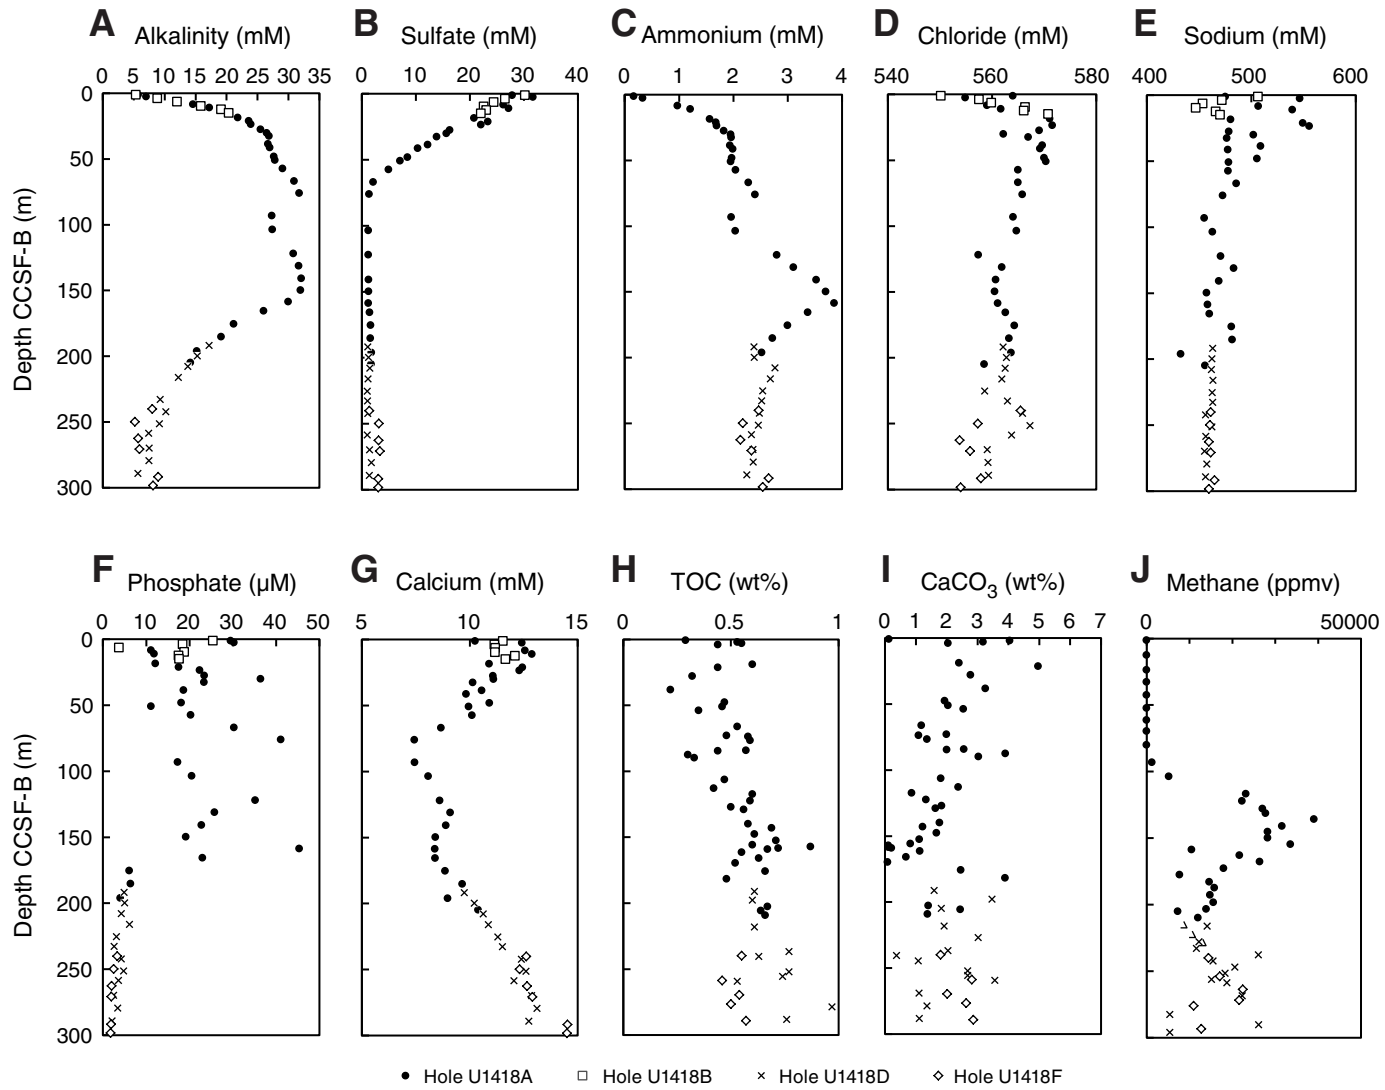 A Alkalinity (mM)
B Sulfate (mM)
C Ammonium (mM)
D Chloride (mM)
E Sodium (mM)
0 5 10 15 20 25 30 35
0 10 20 30 40
0 1 2 3 4
540 560 580
400 500 600
Depth CCSF-B (m)
0
50
100
150
200
250
300
F Phosphate (µM)
G Calcium (mM)
H TOC (wt%)
I CaCO3 (wt%)
J Methane (ppmv)
0 10 20 30 40 50
5 10 15
0 0.5 1
0 1 2 3 4 5 6 7
0 50000
Depth CCSF-B (m)
0
50
100
150
200
250
300
Hole U1418A
Hole U1418B
Hole U1418D
Hole U1418F